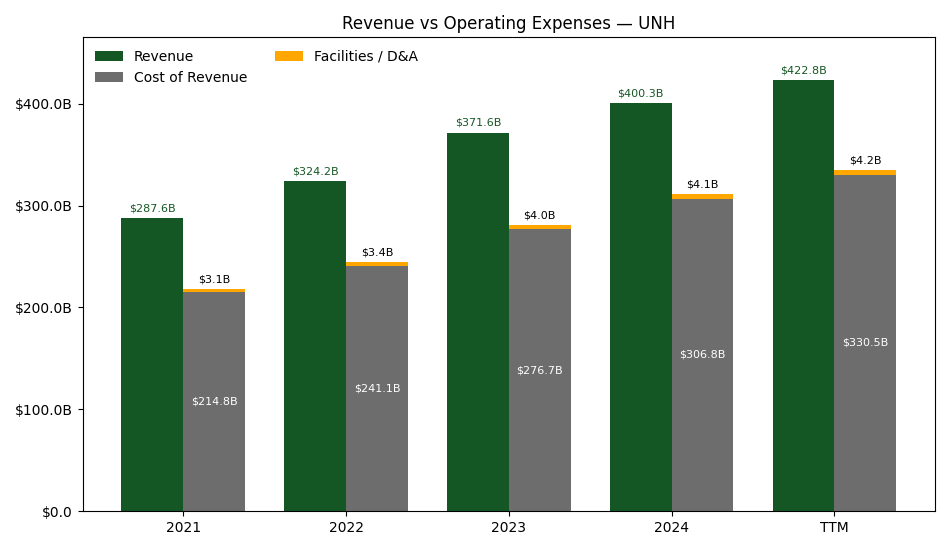 Revenue vs Operating Expenses — UNH
Revenue
Cost of Revenue
Facilities / D&A
$400.0B
$300.0B
$200.0B
$100.0B
$0.0
$287.6B
$3.1B
$214.8B
$324.2B
$3.4B
$241.1B
$371.6B
$4.0B
$276.7B
$400.3B
$4.1B
$306.8B
$422.8B
$4.2B
$330.5B
2021
2022
2023
2024
TTM